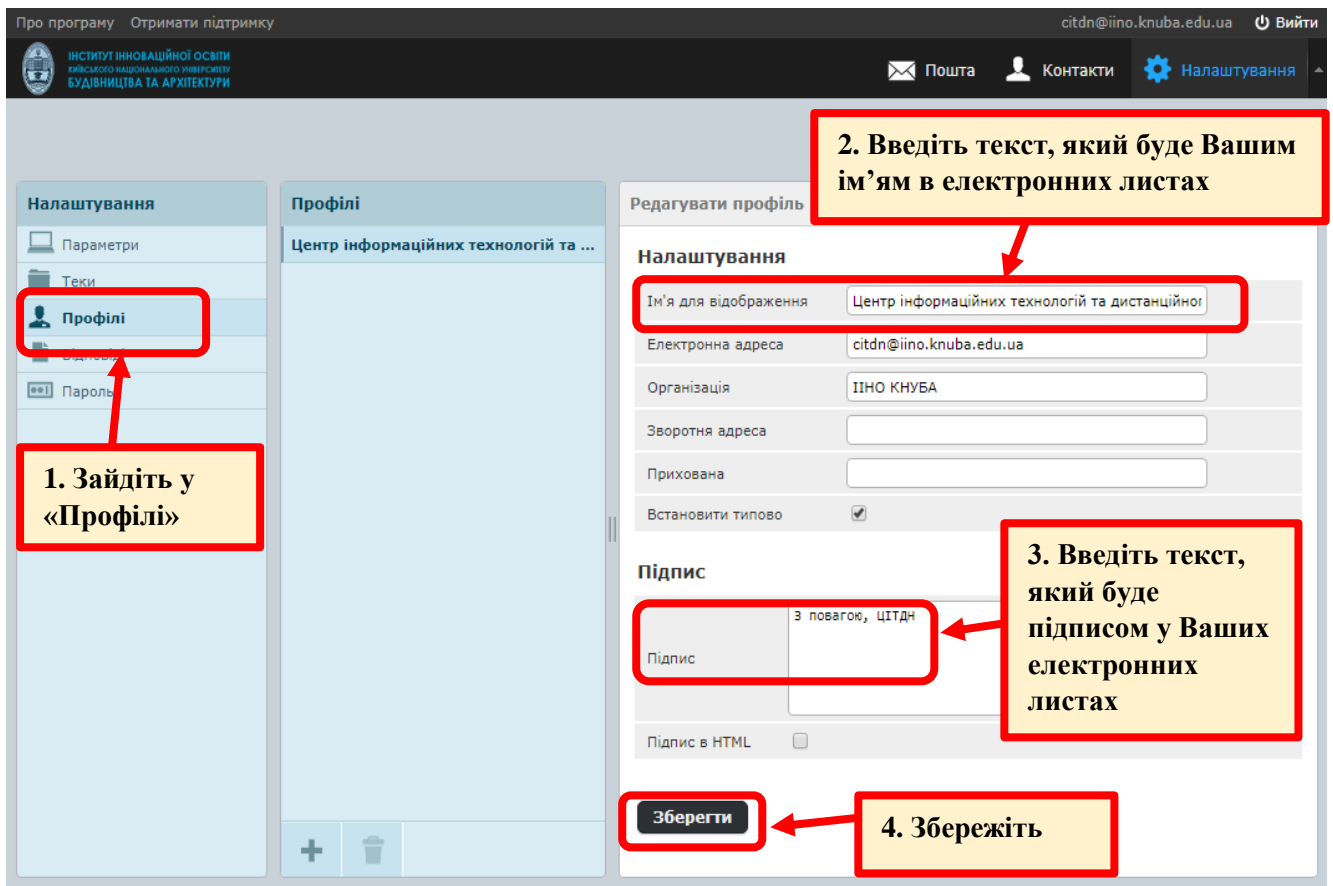 Про програму Отримати підтримку
citdn@iino.knuba.edu.ua Вийти
ІНСТИТУТ ІННОВАЦІЙНОЇ ОСВІТИ
КИЇВСЬКОГО НАЦІОНАЛЬНОГО УНІВЕРСИТЕТУ
БУДІВНИЦТВА ТА АРХІТЕКТУРИ
Пошта Контакти Налаштування
2. Введіть текст, який буде Вашим
ім’ям в електронних листах
Налаштування
Параметри
Теки
Профілі
Відповіді
Пароль
1. Зайдіть у
«Профілі»
Профілі
Центр інформаційних технологій та ...
Редагувати профіль
Налаштування
Ім'я для відображення Центр інформаційних технологій та дистанційног
Електронна адреса citdn@iino.knuba.edu.ua
Організація ІІНО КНУБА
Зворотня адреса
Прихована
Встановити типово
Підпис
Підпис З повагою, ЦІТДН
3. Введіть текст,
який буде
підписом у Ваших
електронних
листах
Підпис в HTML
Зберегти
4. Збережіть